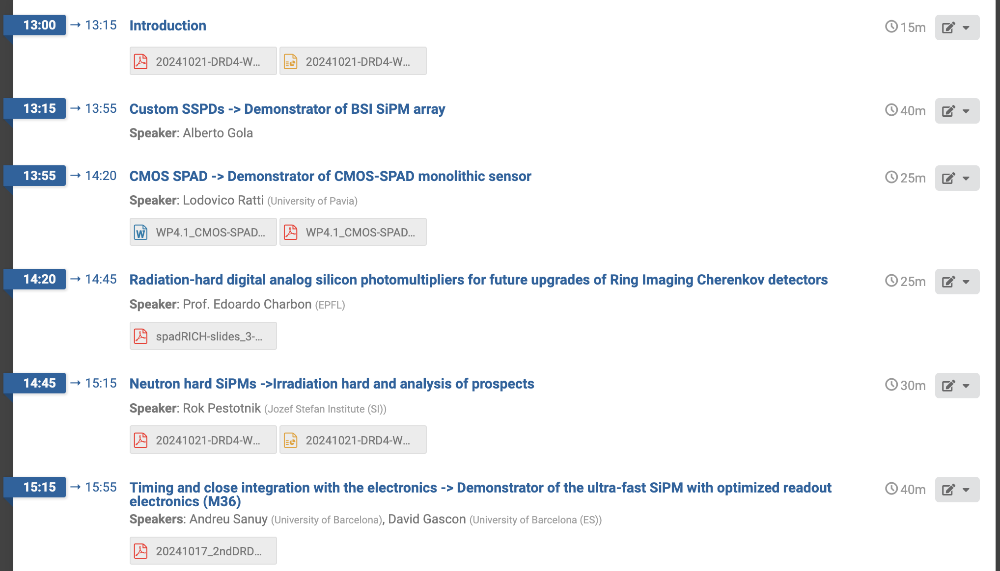 13:00 → 13:15 Introduction 15m
20241021-DRD4-W... 20241021-DRD4-W...
13:15 → 13:55 Custom SSPDs -> Demonstrator of BSI SiPM array 40m
Speaker: Alberto Gola
13:55 → 14:20 CMOS SPAD -> Demonstrator of CMOS-SPAD monolithic sensor 25m
Speaker: Lodovico Ratti (University of Pavia)
WP4.1_CMOS-SPAD... WP4.1_CMOS-SPAD...
14:20 → 14:45 Radiation-hard digital analog silicon photomultipliers for future upgrades of Ring Imaging Cherenkov detectors 25m
Speaker: Prof. Edoardo Charbon (EPFL)
spadRICH-slides_3-...
14:45 → 15:15 Neutron hard SiPMs ->Irradiation hard and analysis of prospects 30m
Speaker: Rok Pestotnik (Jozef Stefan Institute (SI))
20241021-DRD4-W... 20241021-DRD4-W...
15:15 → 15:55 Timing and close integration with the electronics -> Demonstrator of the ultra-fast SiPM with optimized readout 40m
electronics (M36)
Speakers: Andreu Sanuy (University of Barcelona), David Gascon (University of Barcelona (ES))
20241017_2ndDRD...